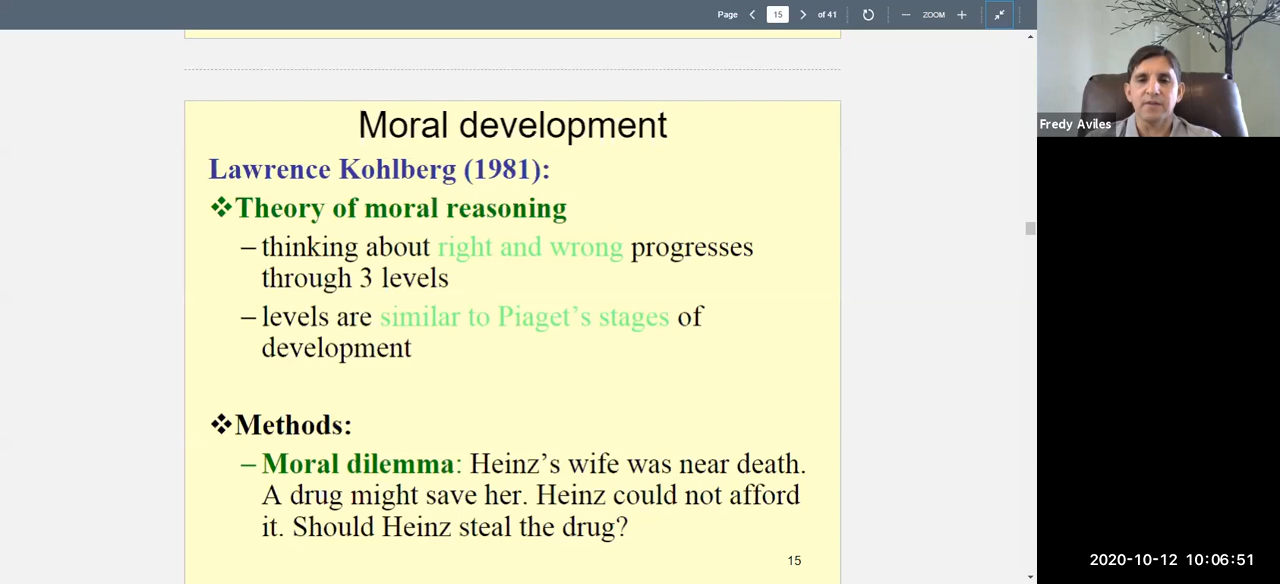 Page 15 of 41 ZOOM
Moral development
Lawrence Kohlberg (1981):
❖Theory of moral reasoning
– thinking about right and wrong progresses
through 3 levels
– levels are similar to Piaget’s stages of
development
❖Methods:
– Moral dilemma: Heinz’s wife was near death.
A drug might save her. Heinz could not afford
it. Should Heinz steal the drug?
15
Fredy Aviles
2020-10-12 10:06:51